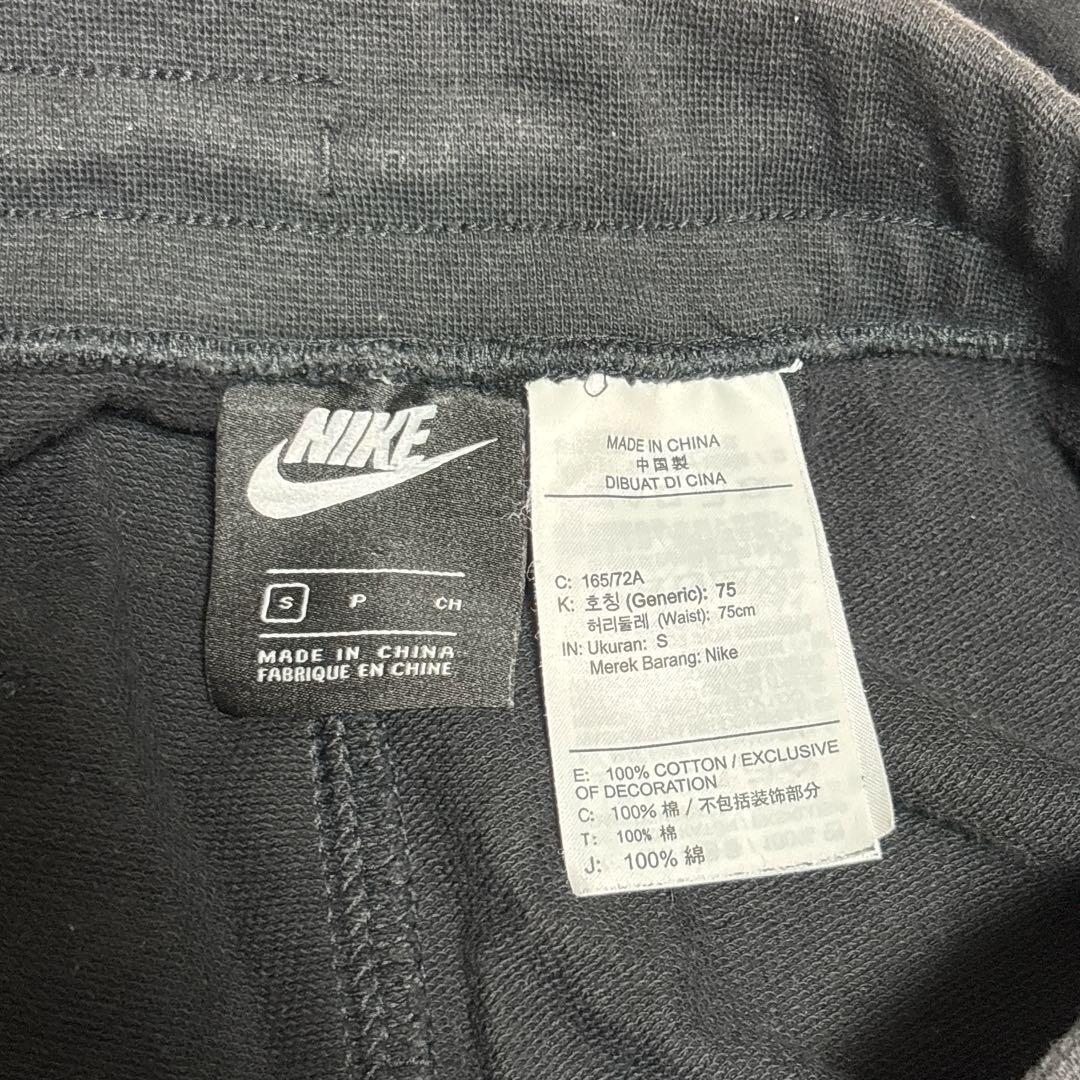 NIKE
S P CH
MADE IN CHINA
FABRIQUE EN CHINE
MADE IN CHINA
中国製
DIBUAT DI CINA
C: 165/72A
K: 호칭 (Generic): 75
허리둘레 (Waist): 75cm
IN: Ukuran: S
Merek Barang: Nike
E: 100% COTTON / EXCLUSIVE
OF DECORATION
C: 100% 棉 / 不包括装饰部分
T: 100% 棉
J: 100% 綿